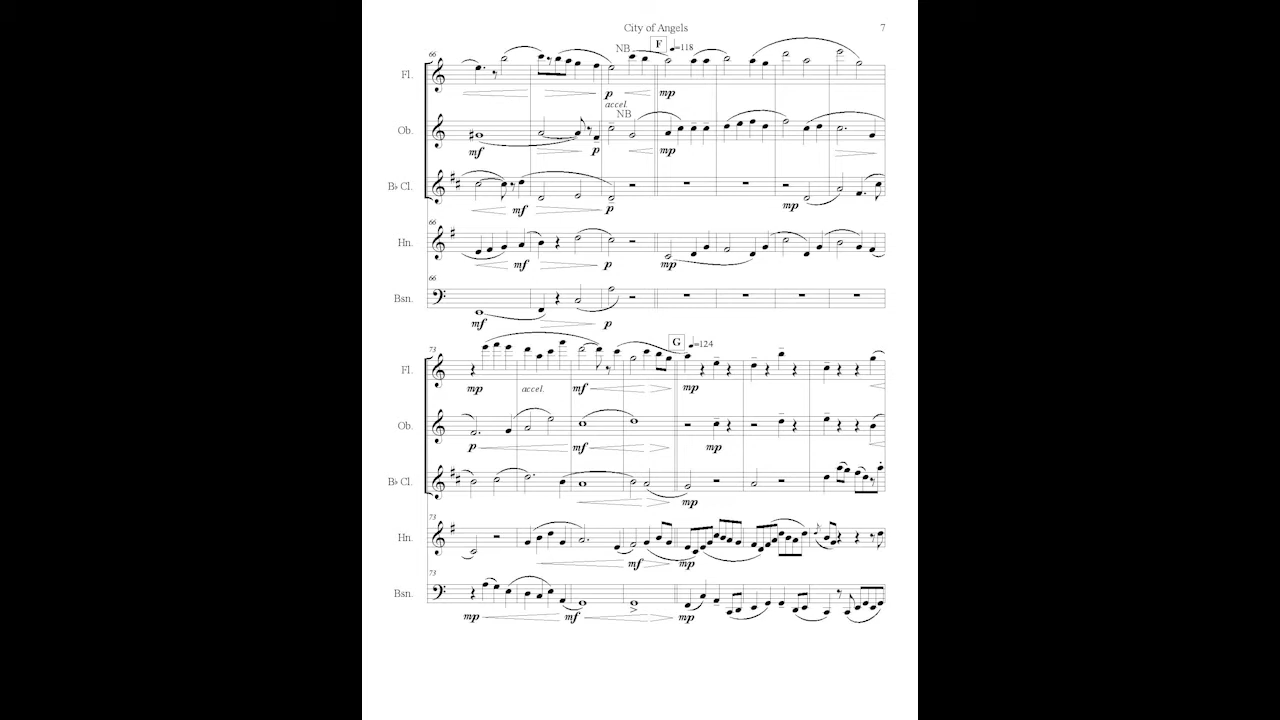 City of Angels 7
NB F ♩=118
66
Fl.
p mp
accel.
NB
Ob.
mf p mp
B♭ Cl.
mf p mp
66
Hn.
mf p mp
66
Bsn.
mf p
G ♩=124
73
Fl.
mp accel. mf mp
Ob.
p mf mp
B♭ Cl.
mp
73
Hn.
mf mp
73
Bsn.
mp mf mp